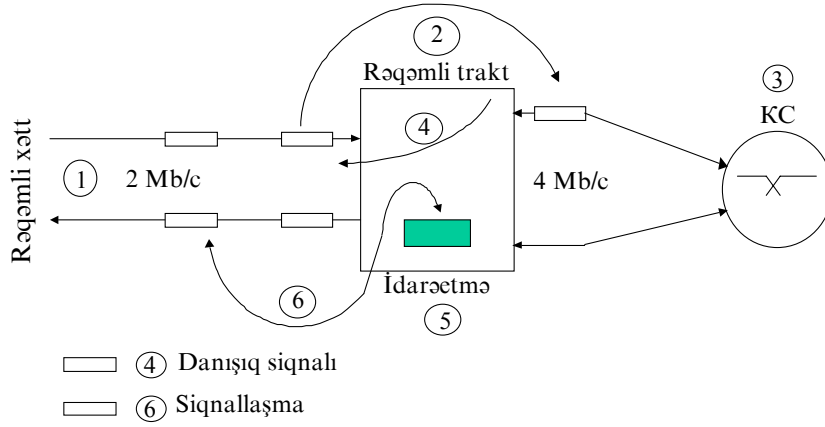 2
Rəqəmli trakt
3
КС
4
Rəqəmli xətt
1
2 Mb/c
4 Mb/c
İdarəetmə
6
5
4 Danışıq siqnalı
6 Siqnallaşma